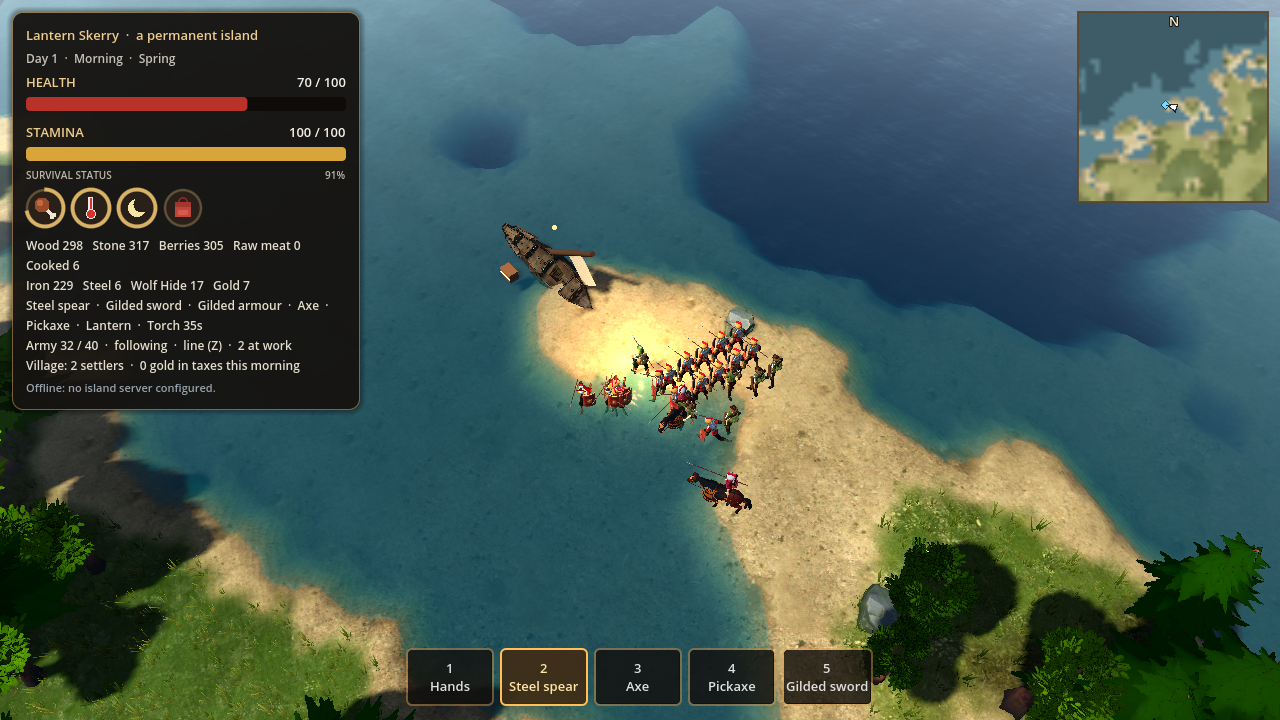 Lantern Skerry · a permanent island
Day 1 · Morning · Spring
HEALTH 70 / 100
STAMINA 100 / 100
SURVIVAL STATUS 91%
Wood 298 Stone 317 Berries 305 Raw meat 0
Cooked 6
Iron 229 Steel 6 Wolf Hide 17 Gold 7
Steel spear · Gilded sword · Gilded armour · Axe ·
Pickaxe · Lantern · Torch 35s
Army 32 / 40 · following · line (Z) · 2 at work
Village: 2 settlers · 0 gold in taxes this morning
Offline: no island server configured.
N
1 2 3 4 5
Hands Steel spear Axe Pickaxe Gilded sword